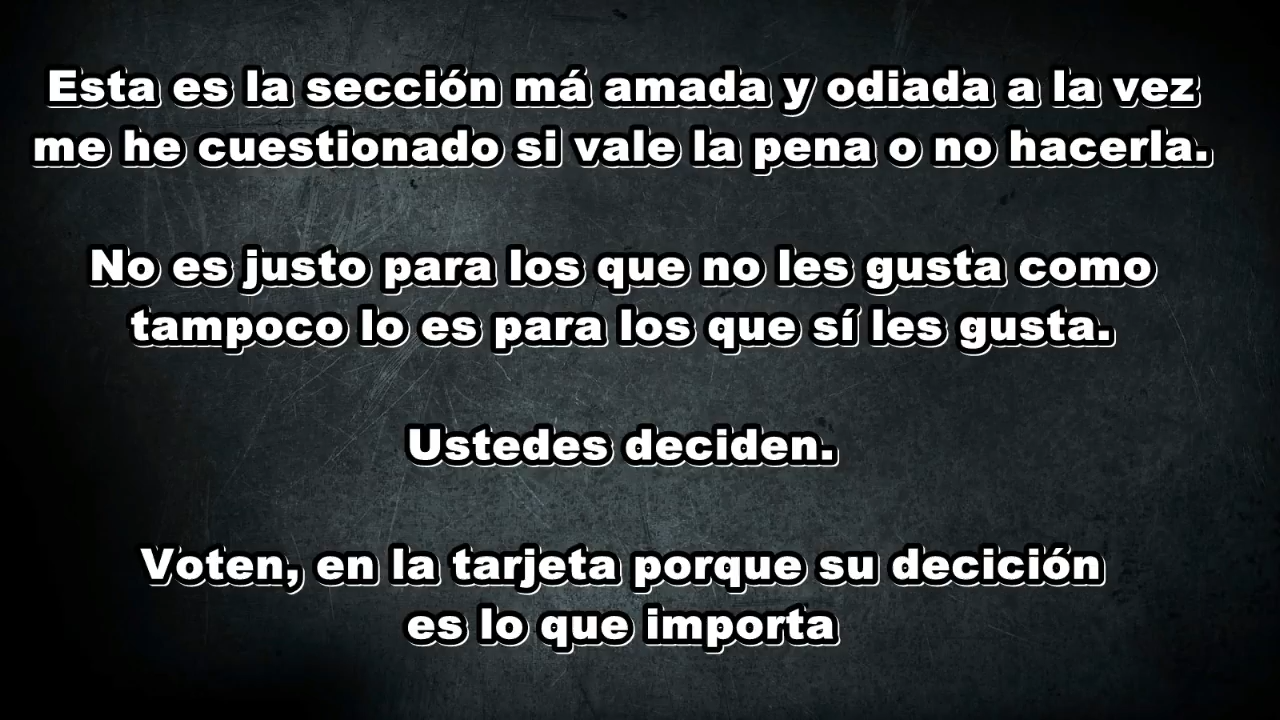 Esta es la sección má amada y odiada a la vez
me he cuestionado si vale la pena o no hacerla.
No es justo para los que no les gusta como
tampoco lo es para los que sí les gusta.
Ustedes deciden.
Voten, en la tarjeta porque su decición
es lo que importa